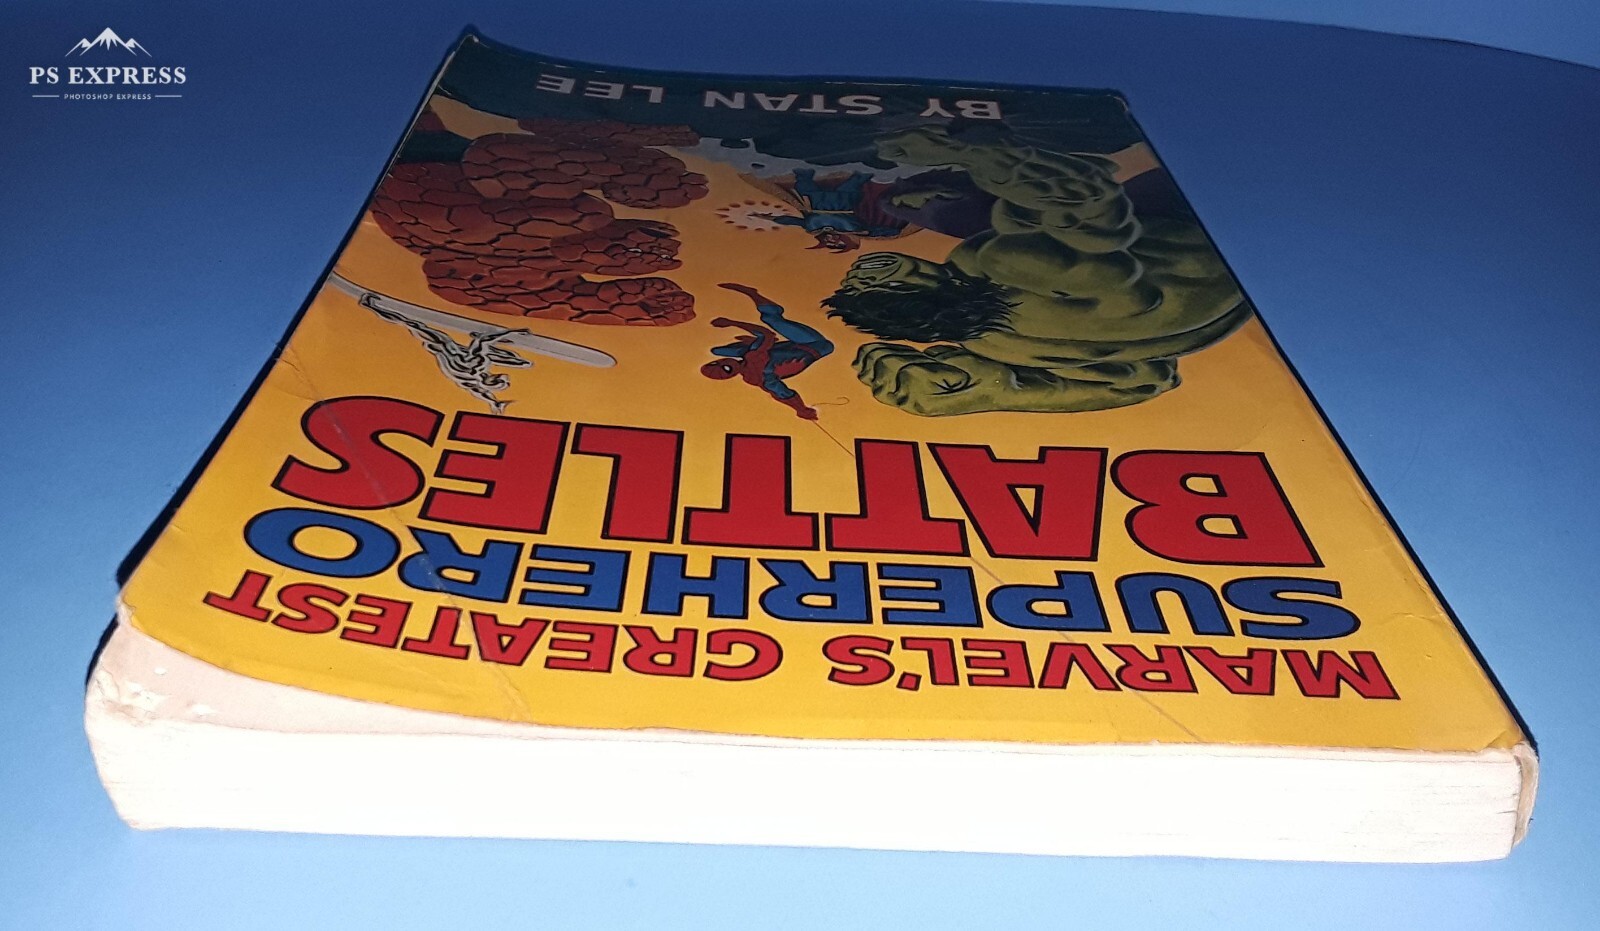 PS EXPRESS
PHOTOSHOP EXPRESS
MARVEL'S GREATEST
SUPERHERO
BATTLES
BY STAN LEE